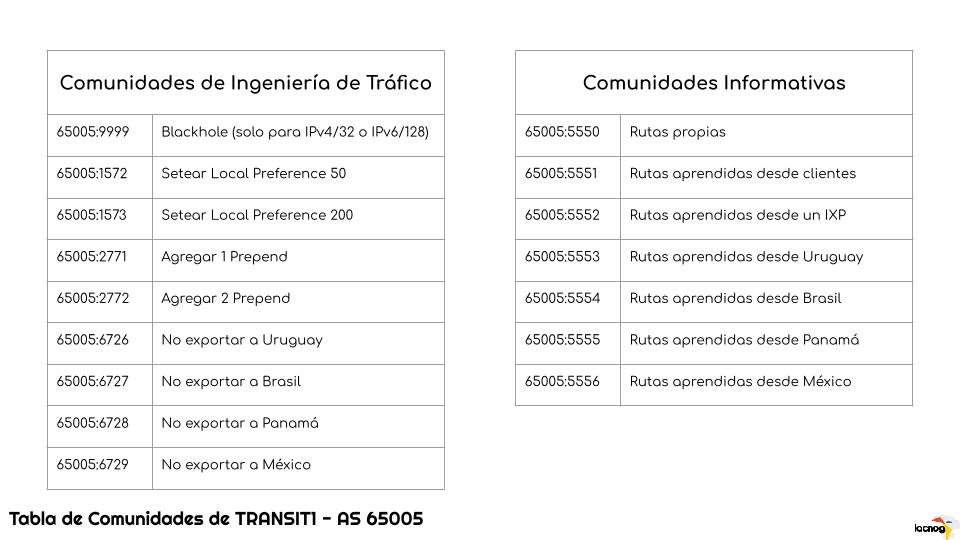 Comunidades de Ingeniería de Tráfico
65005:9999 Blackhole (solo para IPv4/32 o IPv6/128)
65005:1572 Setear Local Preference 50
65005:1573 Setear Local Preference 200
65005:2771 Agregar 1 Prepend
65005:2772 Agregar 2 Prepend
65005:6726 No exportar a Uruguay
65005:6727 No exportar a Brasil
65005:6728 No exportar a Panamá
65005:6729 No exportar a México
Comunidades Informativas
65005:5550 Rutas propias
65005:5551 Rutas aprendidas desde clientes
65005:5552 Rutas aprendidas desde un IXP
65005:5553 Rutas aprendidas desde Uruguay
65005:5554 Rutas aprendidas desde Brasil
65005:5555 Rutas aprendidas desde Panamá
65005:5556 Rutas aprendidas desde México
Tabla de Comunidades de TRANSIT1 - AS 65005
lacnog